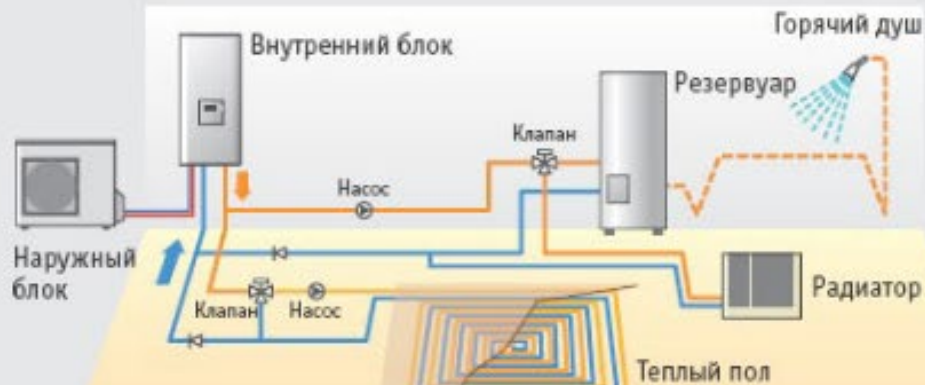 Горячий душ
Внутренний блок
Резервуар
Клапан
Насос
Наружный
блок
Клапан
Насос
Радиатор
Теплый пол